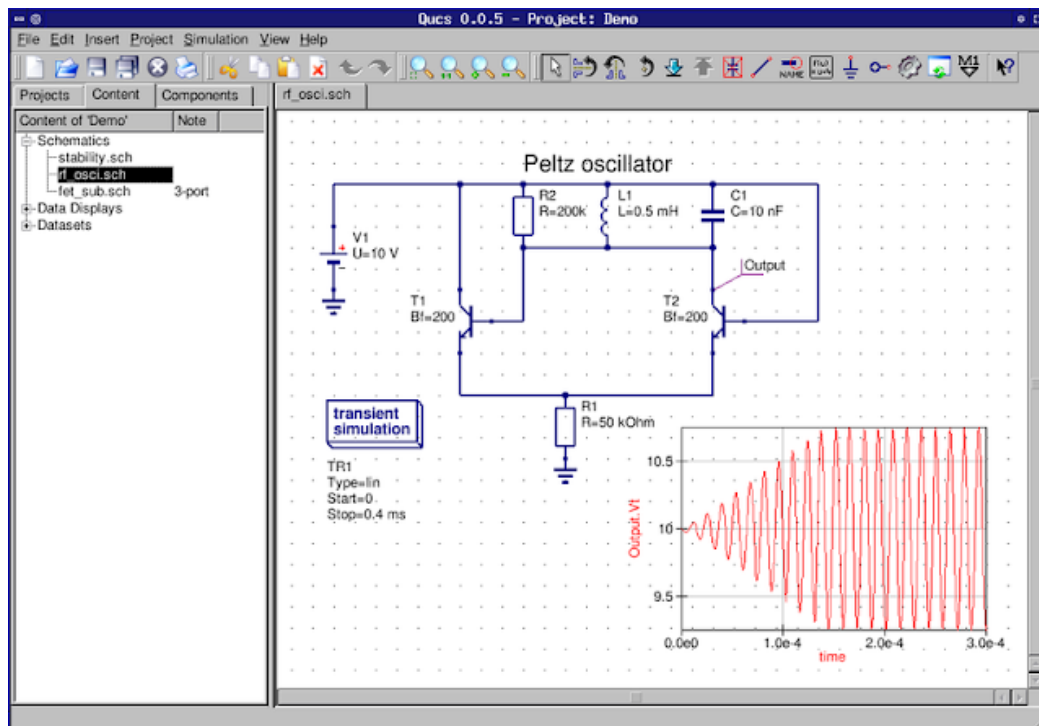 Qucs 0.0.5 - Project: Demo
File Edit Insert Project Simulation View Help
NAME
M1
Projects Content Components
rf_osci.sch
Content of 'Demo' Note
Schematics
stability.sch
rf_osci.sch
fet_sub.sch 3-port
Data Displays
Datasets
Peltz oscillator
R2
R=200k
L1
L=0.5 mH
C1
C=10 nF
V1
U=10 V
Output
T1
Bf=200
T2
Bf=200
R1
R=50 kOhm
transient
simulation
TR1
Type=lin
Start=0
Stop=0.4 ms
Output.Vt
10.5
10
9.5
0.0e0 1.0e-4 2.0e-4 3.0e-4
time